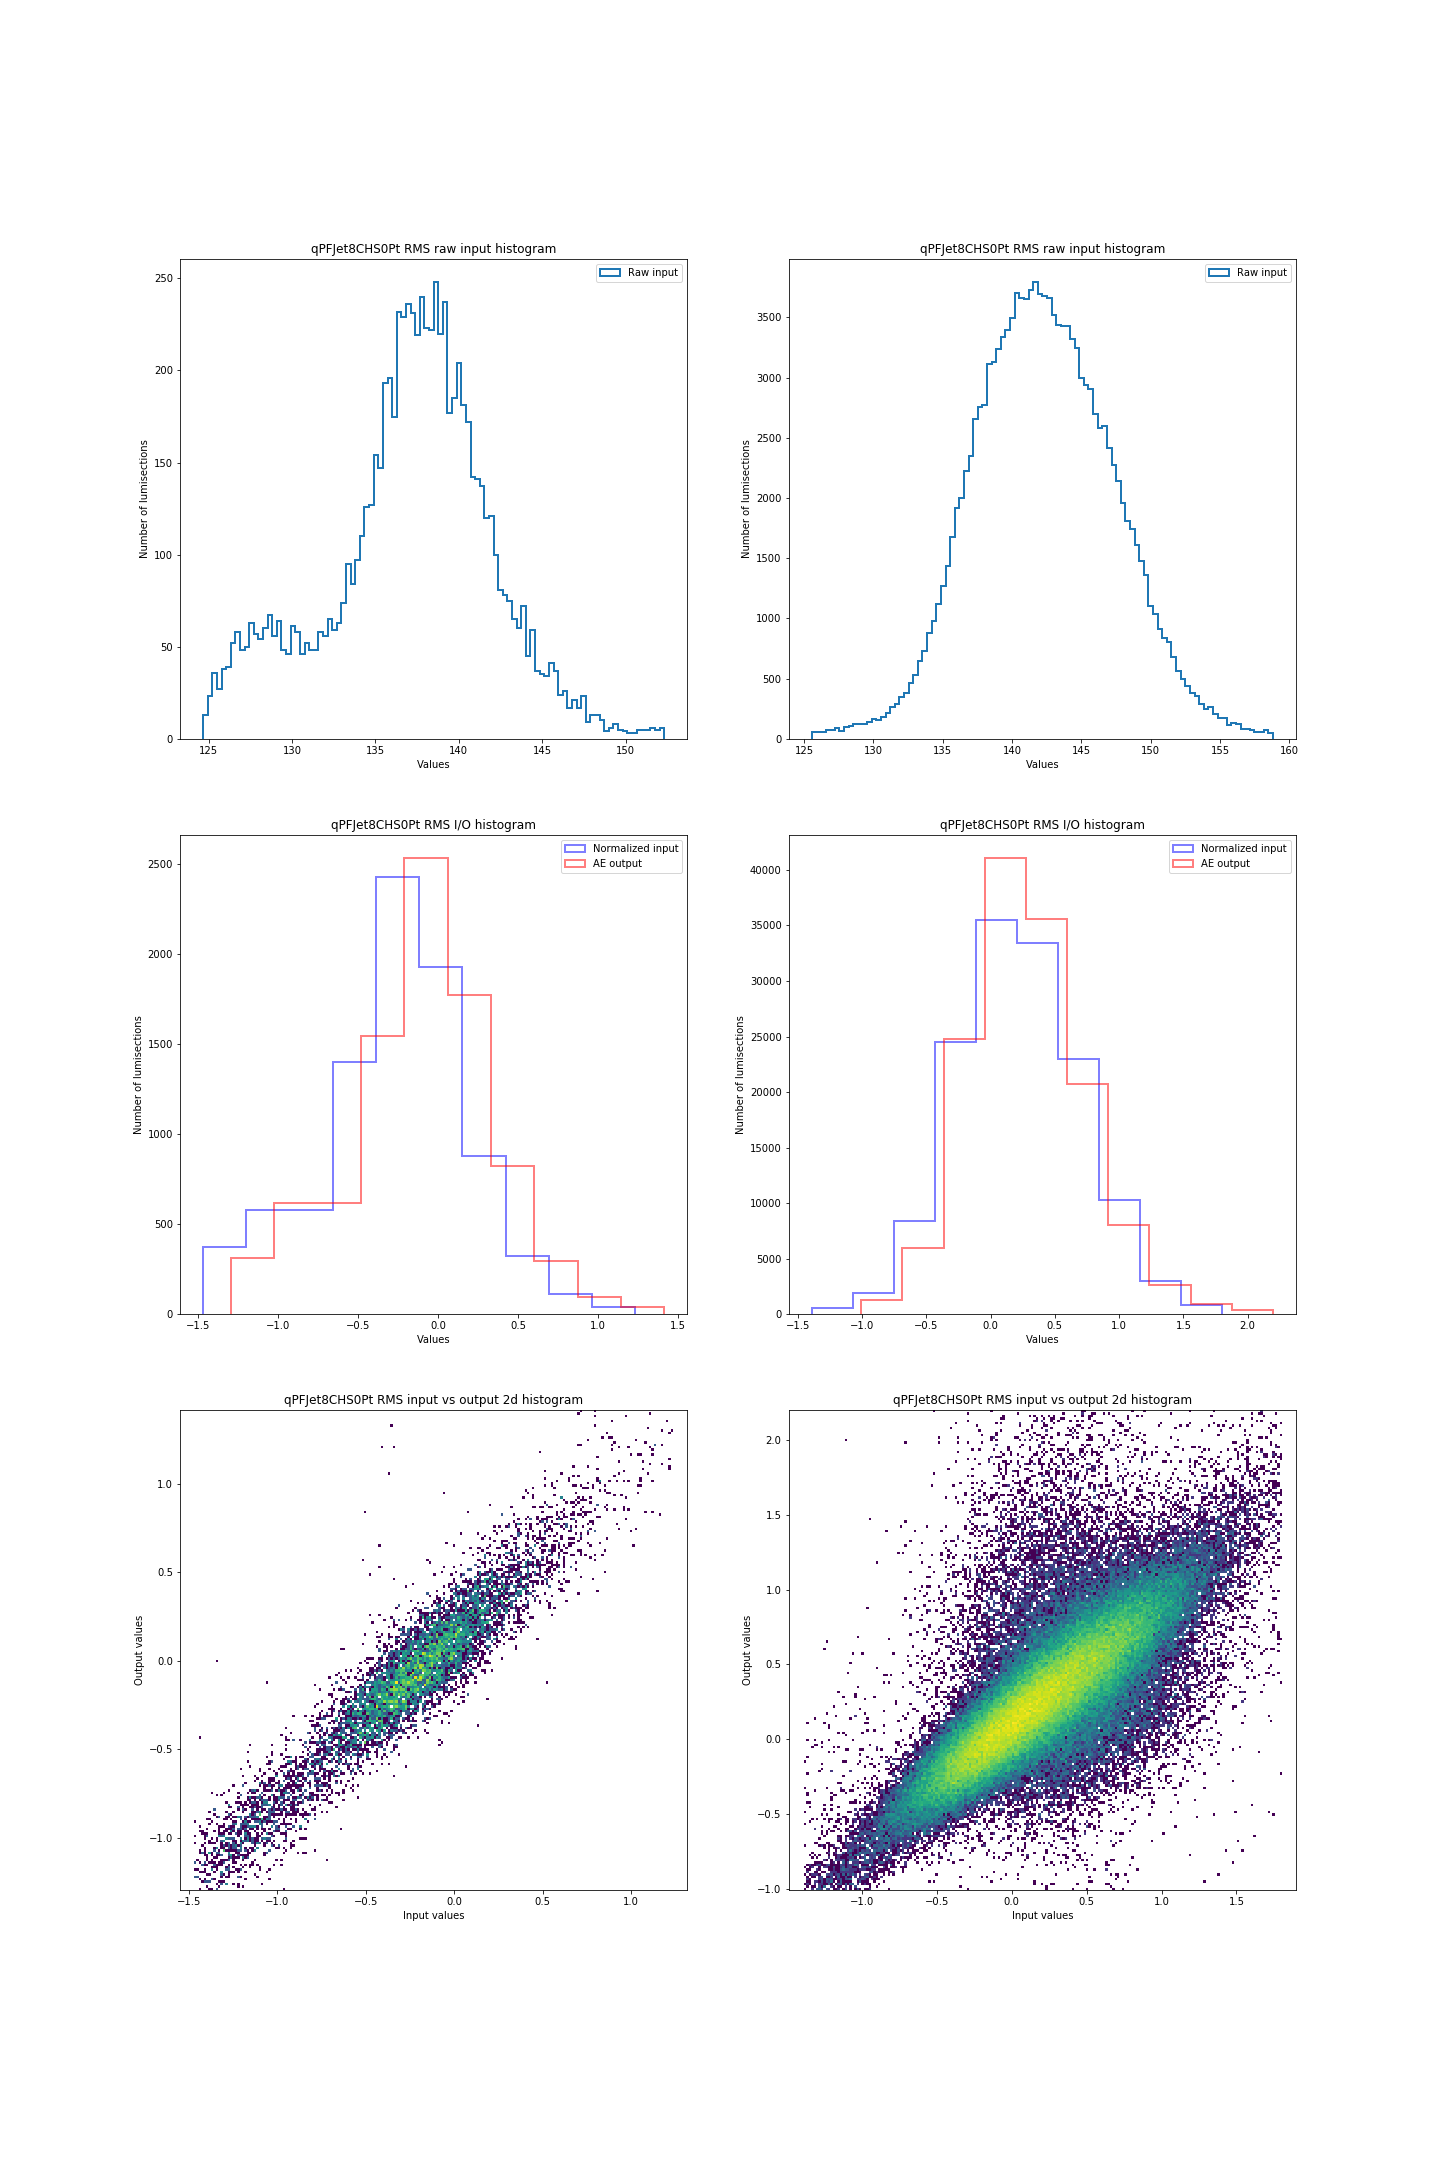 qPFJet8CHS0Pt RMS raw input histogram
Raw input
250
200
150
100
50
0
Number of lumisections
125 130 135 140 145 150
Values
qPFJet8CHS0Pt RMS raw input histogram
Raw input
3500
3000
2500
2000
1500
1000
500
0
Number of lumisections
125 130 135 140 145 150 155 160
Values
qPFJet8CHS0Pt RMS I/O histogram
Normalized input
AE output
2500
2000
1500
1000
500
0
Number of lumisections
−1.5 −1.0 −0.5 0.0 0.5 1.0 1.5
Values
qPFJet8CHS0Pt RMS I/O histogram
Normalized input
AE output
40000
35000
30000
25000
20000
15000
10000
5000
0
Number of lumisections
−1.5 −1.0 −0.5 0.0 0.5 1.0 1.5 2.0
Values
qPFJet8CHS0Pt RMS input vs output 2d histogram
1.0
0.5
0.0
−0.5
−1.0
Output values
−1.5 −1.0 −0.5 0.0 0.5 1.0
Input values
qPFJet8CHS0Pt RMS input vs output 2d histogram
2.0
1.5
1.0
0.5
0.0
−0.5
−1.0
Output values
−1.0 −0.5 0.0 0.5 1.0 1.5
Input values